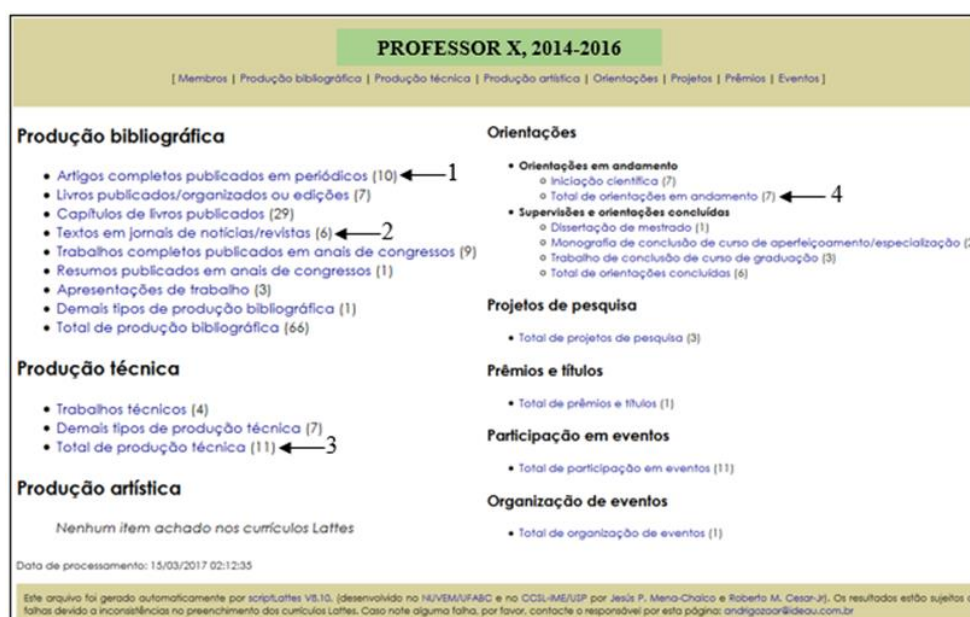 PROFESSOR X, 2014-2016
[ Membros | Produção bibliográfica | Produção técnica | Produção artística | Orientações | Projetos | Prêmios | Eventos ]
Produção bibliográfica
• Artigos completos publicados em periódicos (10) 1
• Livros publicados/organizados ou edições (7)
• Capítulos de livros publicados (29)
• Textos em jornais de notícias/revistas (6) 2
• Trabalhos completos publicados em anais de congressos (9)
• Resumos publicados em anais de congressos (1)
• Apresentações de trabalho (3)
• Demais tipos de produção bibliográfica (1)
• Total de produção bibliográfica (66)
Produção técnica
• Trabalhos técnicos (4)
• Demais tipos de produção técnica (7)
• Total de produção técnica (11) 3
Produção artística
Nenhum item achado nos currículos Lattes
Orientações
• Orientações em andamento
Iniciação científica (7)
Total de orientações em andamento (7) 4
• Supervisões e orientações concluídas
Dissertação de mestrado (1)
Monografia de conclusão de curso de aperfeiçoamento/especialização
Trabalho de conclusão de curso de graduação (3)
Total de orientações concluídas (6)
Projetos de pesquisa
• Total de projetos de pesquisa (3)
Prêmios e títulos
• Total de prêmios e títulos (1)
Participação em eventos
• Total de participação em eventos (11)
Organização de eventos
• Total de organização de eventos (1)
Data de processamento: 15/03/2017 02:12:35
Este arquivo foi gerado automaticamente por scriptLattes V8.10. (desenvolvido no NUVEM/UFABC e no CCSL-IME/USP por Jesús P. Mena-Chalco e Roberto M. Cesar-Jr). Os resultados estão sujeitos a
falhas devido a inconsistências no preenchimento dos currículos Lattes. Caso note alguma falha, por favor, contacte o responsável por esta página: andrigozaar@ideau.com.br